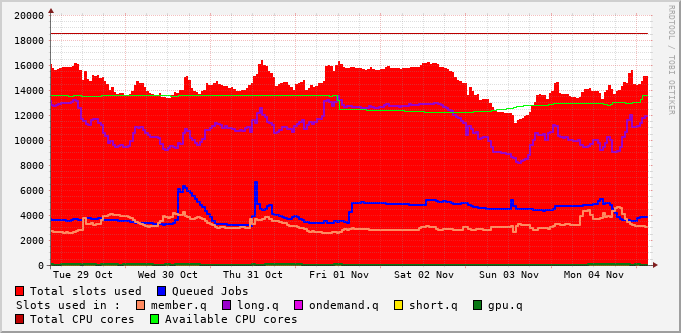 20000
18000
16000
14000
12000
10000
8000
6000
4000
2000
0
Tue 29 Oct Wed 30 Oct Thu 31 Oct Fri 01 Nov Sat 02 Nov Sun 03 Nov Mon 04 Nov
Total slots used Queued Jobs
Slots used in : member.q long.q ondemand.q short.q gpu.q
Total CPU cores Available CPU cores
RRDTOOL / TOBI OETIKER